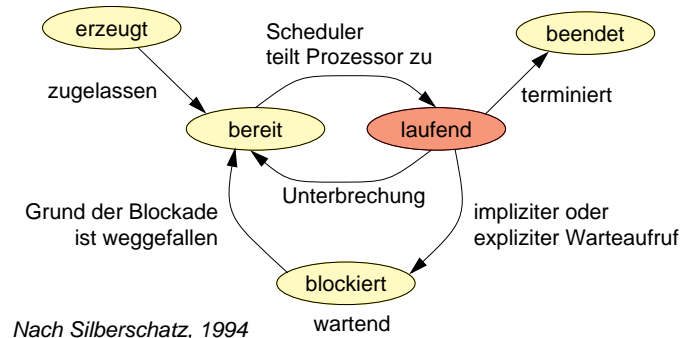 erzeugt
Scheduler
teilt Prozessor zu
beendet
zugelassen
terminiert
bereit
laufend
Unterbrechung
Grund der Blockade
ist weggefallen
impliziter oder
expliziter Warteaufruf
blockiert
wartend
Nach Silberschatz, 1994